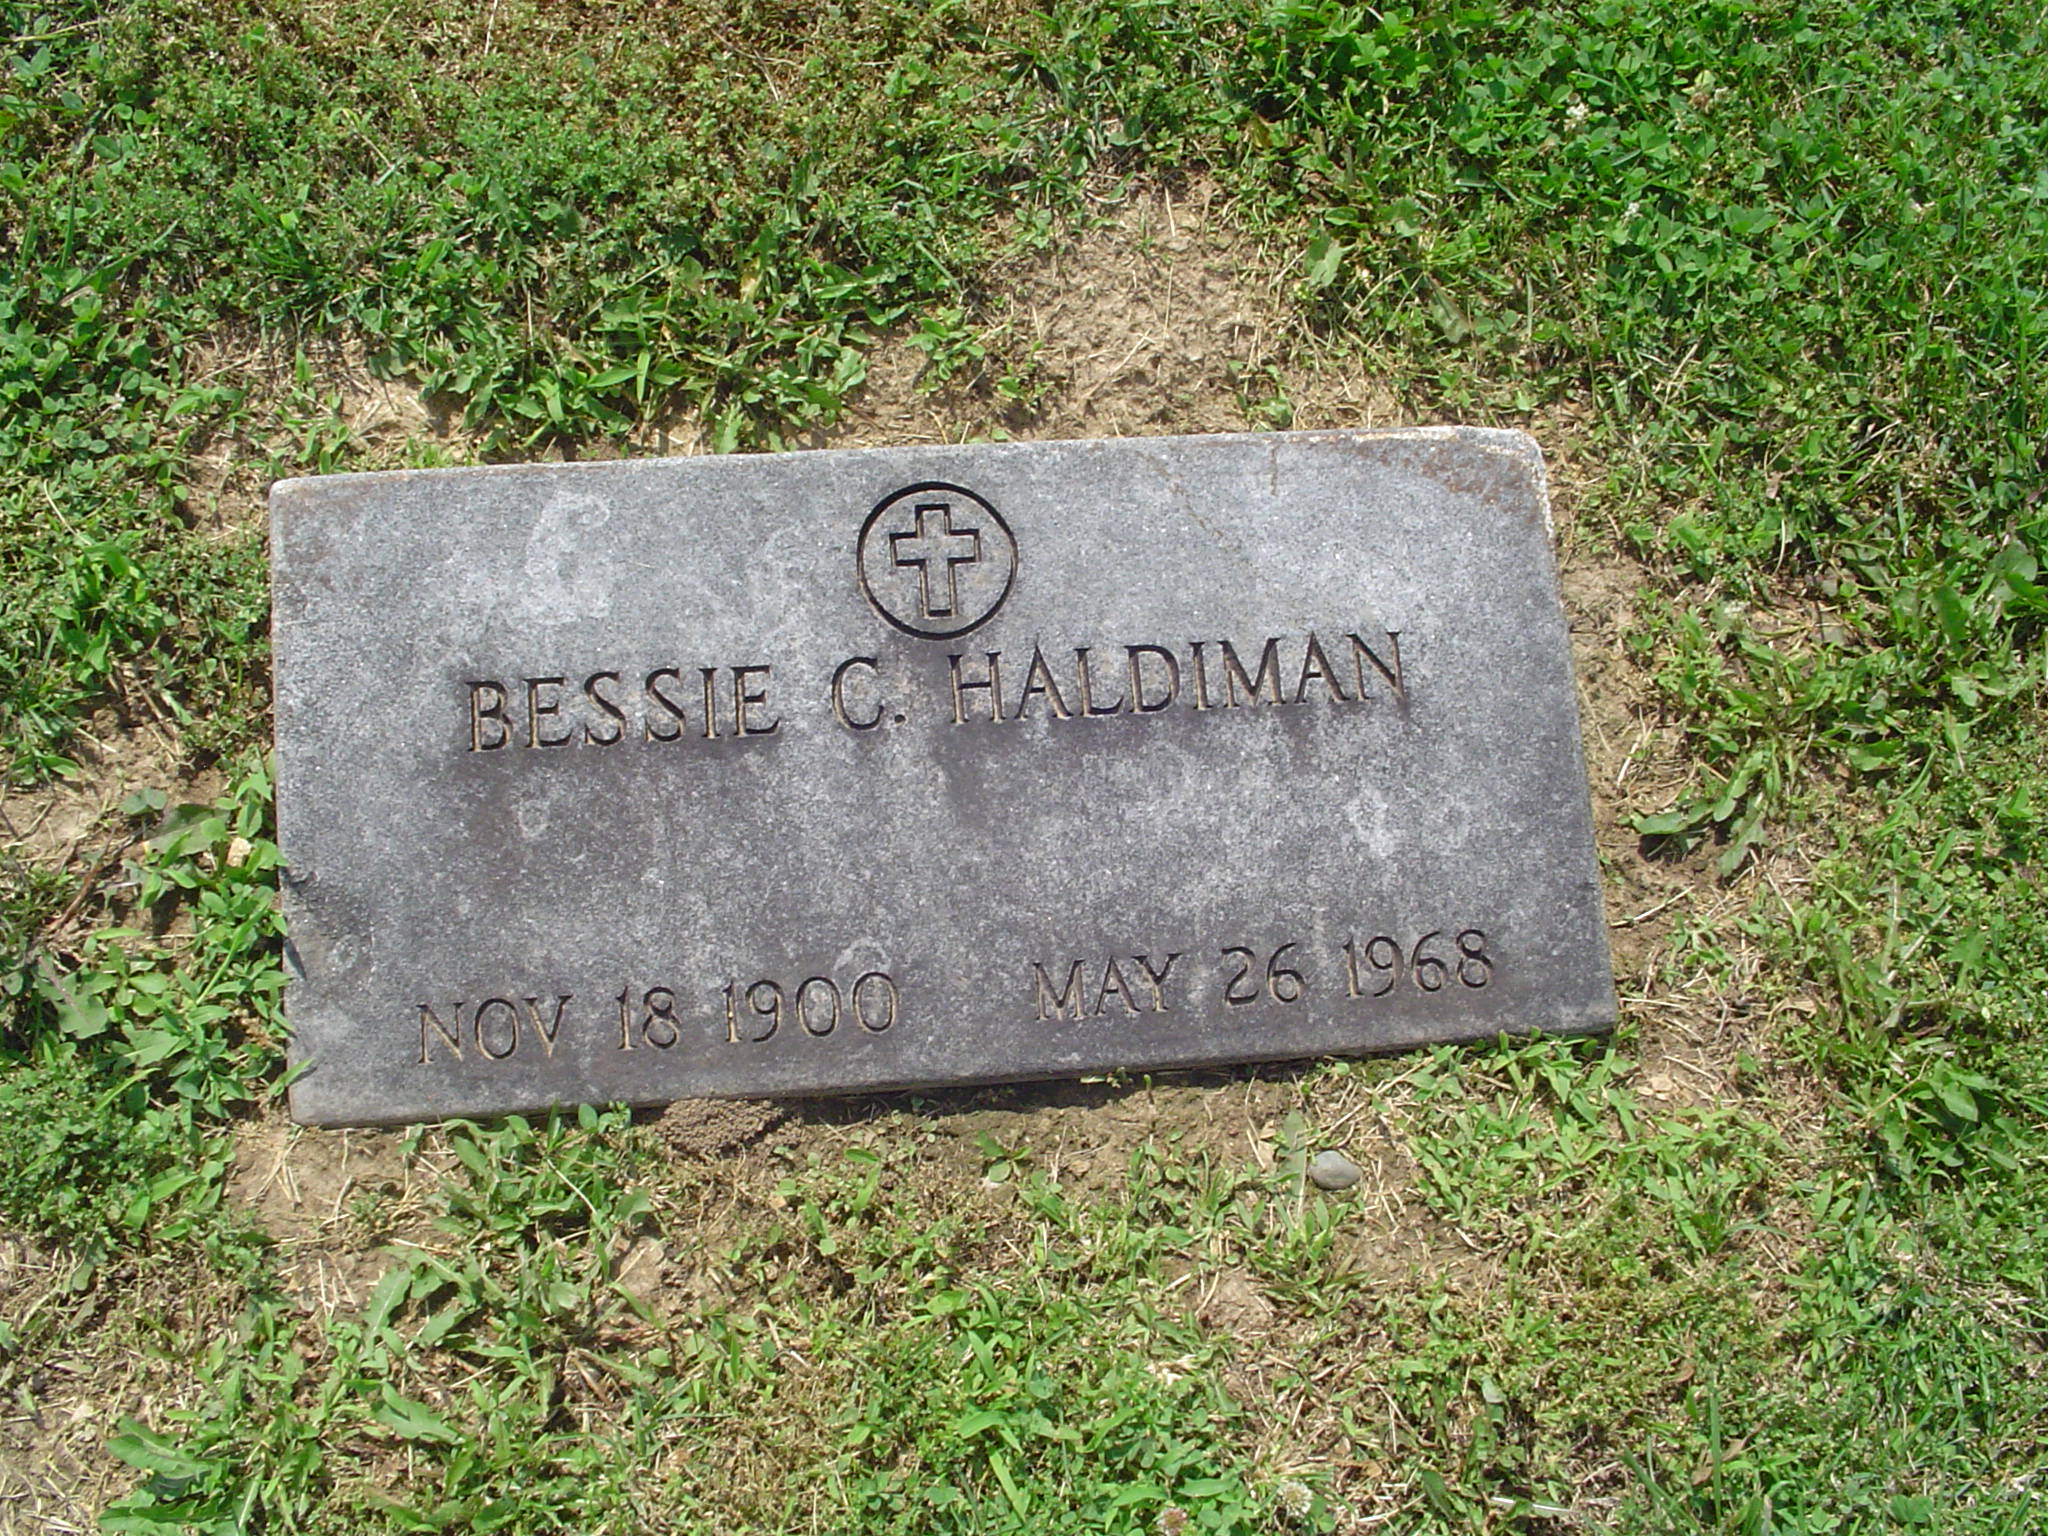 BESSIE C. HALDIMAN
NOV 18 1900 MAY 26 1968